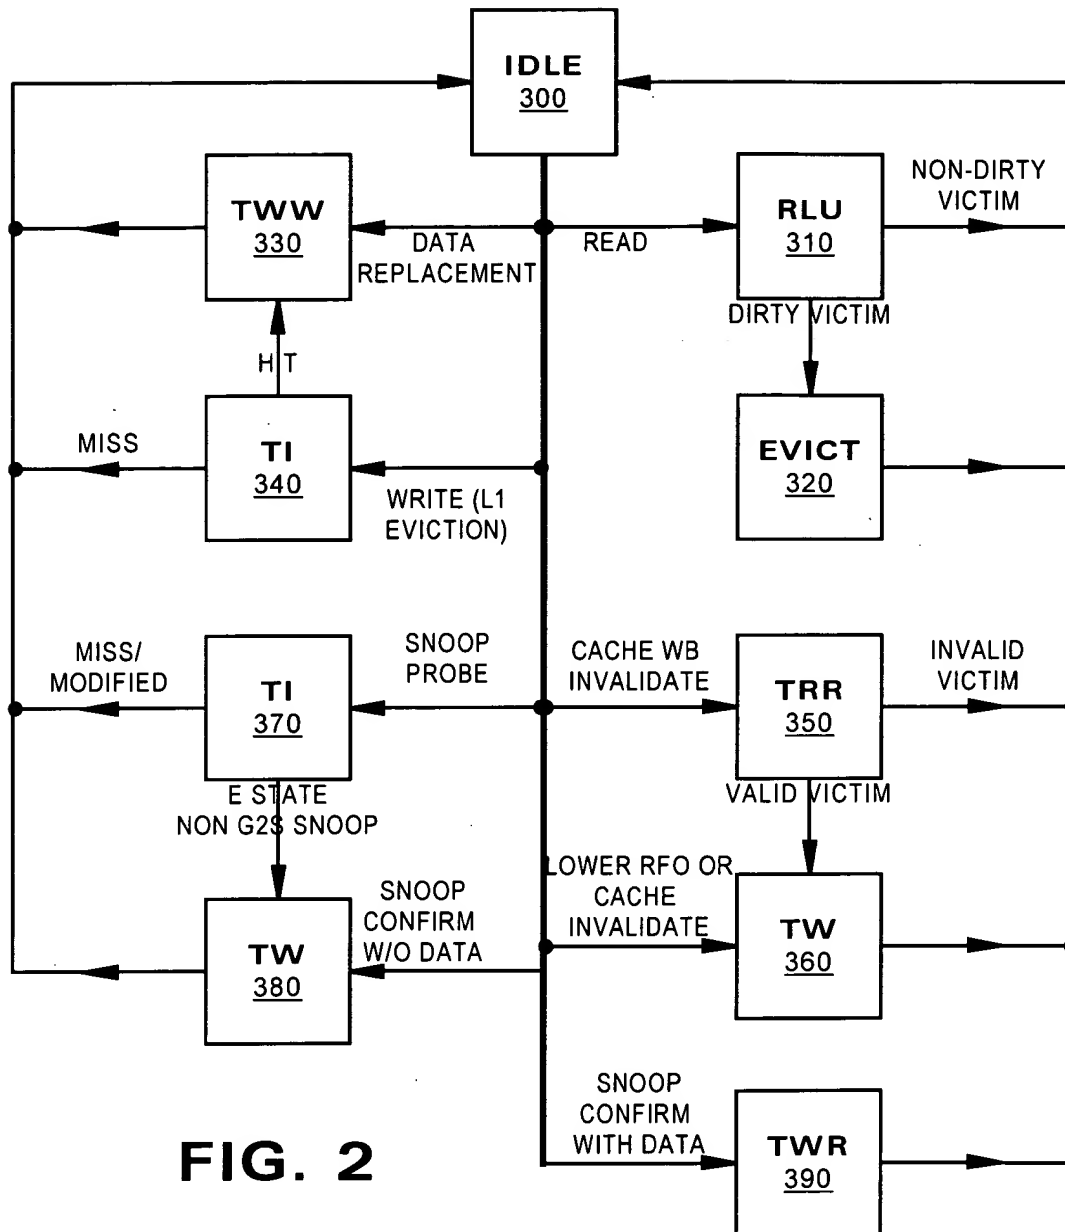 IDLE
300
TWW
330
DATA
REPLACEMENT
READ
RLU
310
NON-DIRTY
VICTIM
DIRTY VICTIM
HIT
MISS
TI
340
WRITE (L1
EVICTION)
EVICT
320
MISS/
MODIFIED
TI
370
SNOOP
PROBE
CACHE WB
INVALIDATE
TRR
350
INVALID
VICTIM
E STATE
NON G2S SNOOP
VALID VICTIM
TW
380
SNOOP
CONFIRM
W/O DATA
LOWER RFO OR
CACHE
INVALIDATE
TW
360
SNOOP
CONFIRM
WITH DATA
TWR
390
FIG. 2